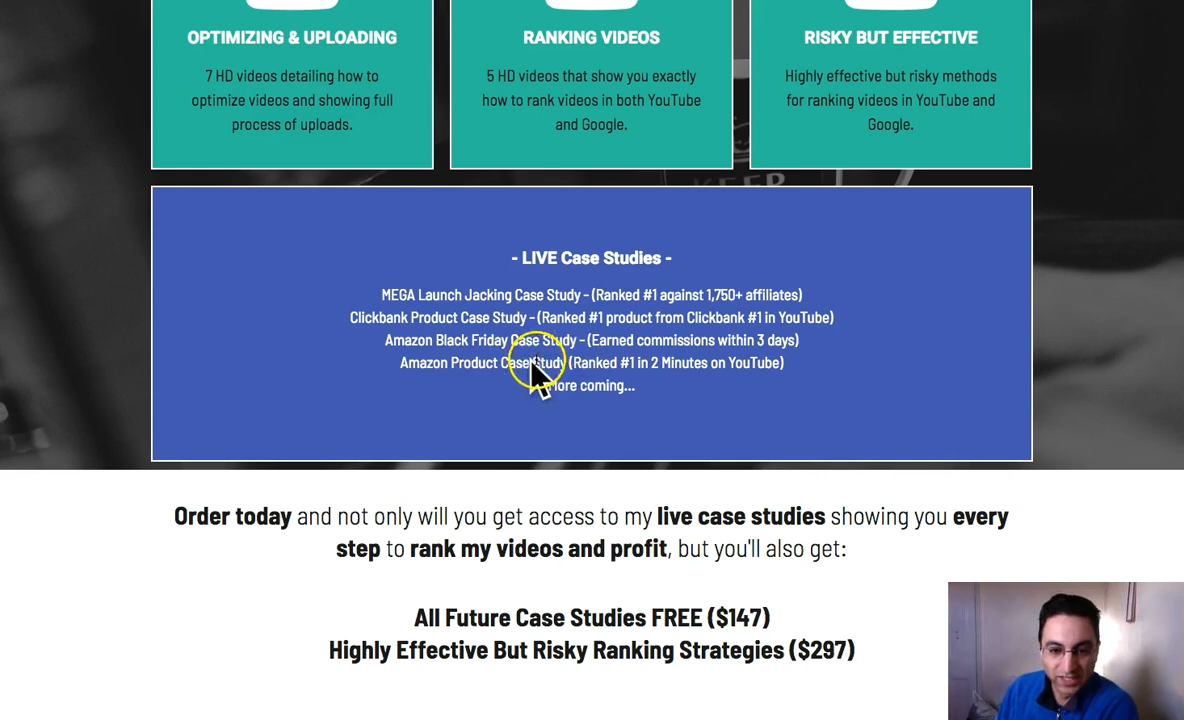 OPTIMIZING & UPLOADING
7 HD videos detailing how to
optimize videos and showing full
process of uploads.
RANKING VIDEOS
5 HD videos that show you exactly
how to rank videos in both YouTube
and Google.
RISKY BUT EFFECTIVE
Highly effective but risky methods
for ranking videos in YouTube and
Google.
KEEP
- LIVE Case Studies -
MEGA Launch Jacking Case Study - (Ranked #1 against 1,750+ affiliates)
Clickbank Product Case Study - (Ranked #1 product from Clickbank #1 in YouTube)
Amazon Black Friday Case Study - (Earned commissions within 3 days)
Amazon Product Case Study (Ranked #1 in 2 Minutes on YouTube)
More coming...
Order today and not only will you get access to my live case studies showing you every
step to rank my videos and profit, but you'll also get:
All Future Case Studies FREE ($147)
Highly Effective But Risky Ranking Strategies ($297)